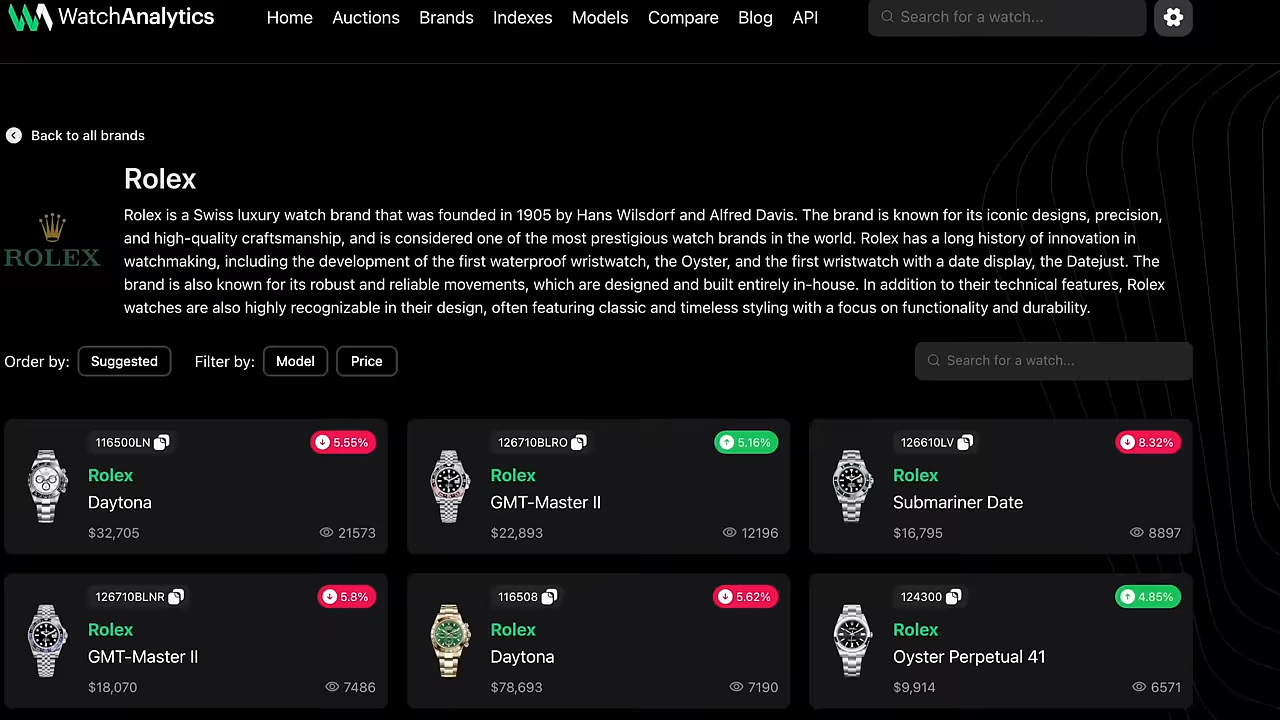 WatchAnalytics
Home Auctions Brands Indexes Models Compare Blog API
Search for a watch...
Back to all brands
ROLEX
Rolex
Rolex is a Swiss luxury watch brand that was founded in 1905 by Hans Wilsdorf and Alfred Davis. The brand is known for its iconic designs, precision,
and high-quality craftsmanship, and is considered one of the most prestigious watch brands in the world. Rolex has a long history of innovation in
watchmaking, including the development of the first waterproof wristwatch, the Oyster, and the first wristwatch with a date display, the Datejust. The
brand is also known for its robust and reliable movements, which are designed and built entirely in-house. In addition to their technical features, Rolex
watches are also highly recognizable in their design, often featuring classic and timeless styling with a focus on functionality and durability.
Order by: Suggested Filter by: Model Price
Search for a watch...
116500LN 5.55%
Rolex
Daytona
$32,705 21573
126710BLRO 5.16%
Rolex
GMT-Master II
$22,893 12196
126610LV 8.32%
Rolex
Submariner Date
$16,795 8897
126710BLNR 5.8%
Rolex
GMT-Master II
$18,070 7486
116508 5.62%
Rolex
Daytona
$78,693 7190
124300 4.85%
Rolex
Oyster Perpetual 41
$9,914 6571